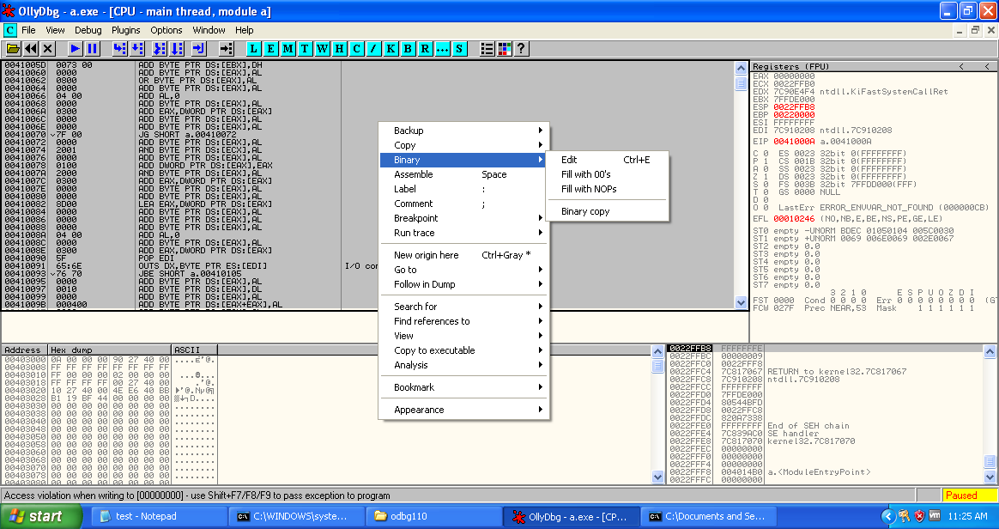 OllyDbg - a.exe - [CPU - main thread, module a]
C File View Debug Plugins Options Window Help
L E M T W H C / K B R ... S ?
0041005D 0073 00 ADD BYTE PTR DS:[EBX],DH
00410060 0000 ADD BYTE PTR DS:[EAX],AL
00410062 0800 OR BYTE PTR DS:[EAX],AL
00410064 0000 ADD BYTE PTR DS:[EAX],AL
00410066 04 00 ADD AL,0
00410068 0000 ADD BYTE PTR DS:[EAX],AL
0041006A 0300 ADD EAX,DWORD PTR DS:[EAX]
0041006C 0000 ADD BYTE PTR DS:[EAX],AL
0041006E 0000 ADD BYTE PTR DS:[EAX],AL
00410070 7F 00 JG SHORT a.00410072
00410072 0000 ADD BYTE PTR DS:[EAX],AL
00410074 2001 AND BYTE PTR DS:[ECX],AL
00410076 0000 ADD BYTE PTR DS:[EAX],AL
00410078 0100 ADD DWORD PTR DS:[EAX],EAX
0041007A 0000 ADD BYTE PTR DS:[EAX],AL
0041007C 0300 ADD EAX,DWORD PTR DS:[EAX]
0041007E 0000 ADD BYTE PTR DS:[EAX],AL
00410080 0000 ADD BYTE PTR DS:[EAX],AL
00410082 8D00 LEA EAX,DWORD PTR DS:[EAX]
00410084 0000 ADD BYTE PTR DS:[EAX],AL
00410086 0000 ADD BYTE PTR DS:[EAX],AL
00410088 0000 ADD BYTE PTR DS:[EAX],AL
0041008A 04 00 ADD AL,0
0041008C 0000 ADD BYTE PTR DS:[EAX],AL
0041008E 0300 ADD EAX,DWORD PTR DS:[EAX]
00410090 5F POP EDI
00410091 65:6E OUTS DX,BYTE PTR ES:[EDI] I/O
00410093 76 70 JBE SHORT a.00410105
00410095 0000 ADD BYTE PTR DS:[EAX],AL
00410097 0010 ADD BYTE PTR DS:[EAX],DL
00410099 0000 ADD BYTE PTR DS:[EAX],AL
0041009B 000400 ADD BYTE PTR DS:[EAX+EAX],AL
Backup
Copy
Binary
Assemble Space
Label :
Comment ;
Breakpoint
Run trace
New origin here Ctrl+Gray *
Go to
Follow in Dump
Search for
Find references to
View
Copy to executable
Analysis
Bookmark
Appearance
Edit Ctrl+E
Fill with 00's
Fill with NOPs
Binary copy
Registers (FPU) < <
EAX 00000000
ECX 0022FFB0
EDX 7C90E4F4 ntdll.KiFastSystemCallRet
EBX 7FFDE000
ESP 0022FFB8
EBP 00220000
ESI FFFFFFFF
EDI 7C910208 ntdll.7C910208
EIP 0041000A a.0041000A
C 0 ES 0023 32bit 0(FFFFFFFF)
P 1 CS 001B 32bit 0(FFFFFFFF)
A 0 SS 0023 32bit 0(FFFFFFFF)
Z 1 DS 0023 32bit 0(FFFFFFFF)
S 0 FS 003B 32bit 7FFDD000(FFF)
T 0 GS 0000 NULL
D 0
O 0 LastErr ERROR_ENVVAR_NOT_FOUND (000000CB)
EFL 00010246 (NO,NB,E,BE,NS,PE,GE,LE)
ST0 empty -UNORM BDEC 01050104 005C0030
ST1 empty +UNORM 0069 006E0069 002E0067
ST2 empty 0.0
ST3 empty 0.0
ST4 empty 0.0
ST5 empty 0.0
ST6 empty 0.0
ST7 empty 0.0
3 2 1 0 E S P U O Z D I
FST 0000 Cond 0 0 0 0 Err 0 0 0 0 0 0 0 0
FCW 027F Prec NEAR,53 Mask 1 1 1 1 1 1
Address Hex dump ASCII
00403000 0A 00 00 00 90 27 40 00
00403008 FF FF FF FF FF FF FF FF
00403010 FF 00 00 00 02 00 00 00
00403018 FF FF FF FF 00 27 40 00
00403020 10 27 40 00 4E E6 40 BB
00403028 B1 19 BF 44 00 00 00 00
00403030 00 00 00 00 00 00 00 00
00403038 00 00 00 00 00 00 00 00
00403040 00 00 00 00 00 00 00 00
00403048 00 00 00 00 00 00 00 00
00403050 00 00 00 00 00 00 00 00
00403058 00 00 00 00 00 00 00 00
00403060 00 00 00 00 00 00 00 00
00403068 00 00 00 00 00 00 00 00
00403070 00 00 00 00 00 00 00 00
00403078 00 00 00 00 00 00 00 00
0022FFB8 FFFFFFFE
0022FFBC 00000009
0022FFC0 0022FFF8
0022FFC4 7C817067 RETURN to kernel32.7C817067
0022FFC8 7C910208 ntdll.7C910208
0022FFCC FFFFFFFF
0022FFD0 7FFDE000
0022FFD4 80544BFD
0022FFD8 0022FFC8
0022FFDC 820A7338
0022FFE0 FFFFFFFF End of SEH chain
0022FFE4 7C839AC0 SE handler
0022FFE8 7C817070 kernel32.7C817070
0022FFEC 00000000
0022FFF0 00000000
0022FFF4 00000000
0022FFF8 004014B0 a.<ModuleEntryPoint>
0022FFFC 00000000
Access violation when writing to [00000000] - use Shift+F7/F8/F9 to pass exception to program Paused
start test - Notepad C:\WINDOWS\syste... odbg110 OllyDbg - a.exe - [CP... C:\Documents and Se... 11:25 AM